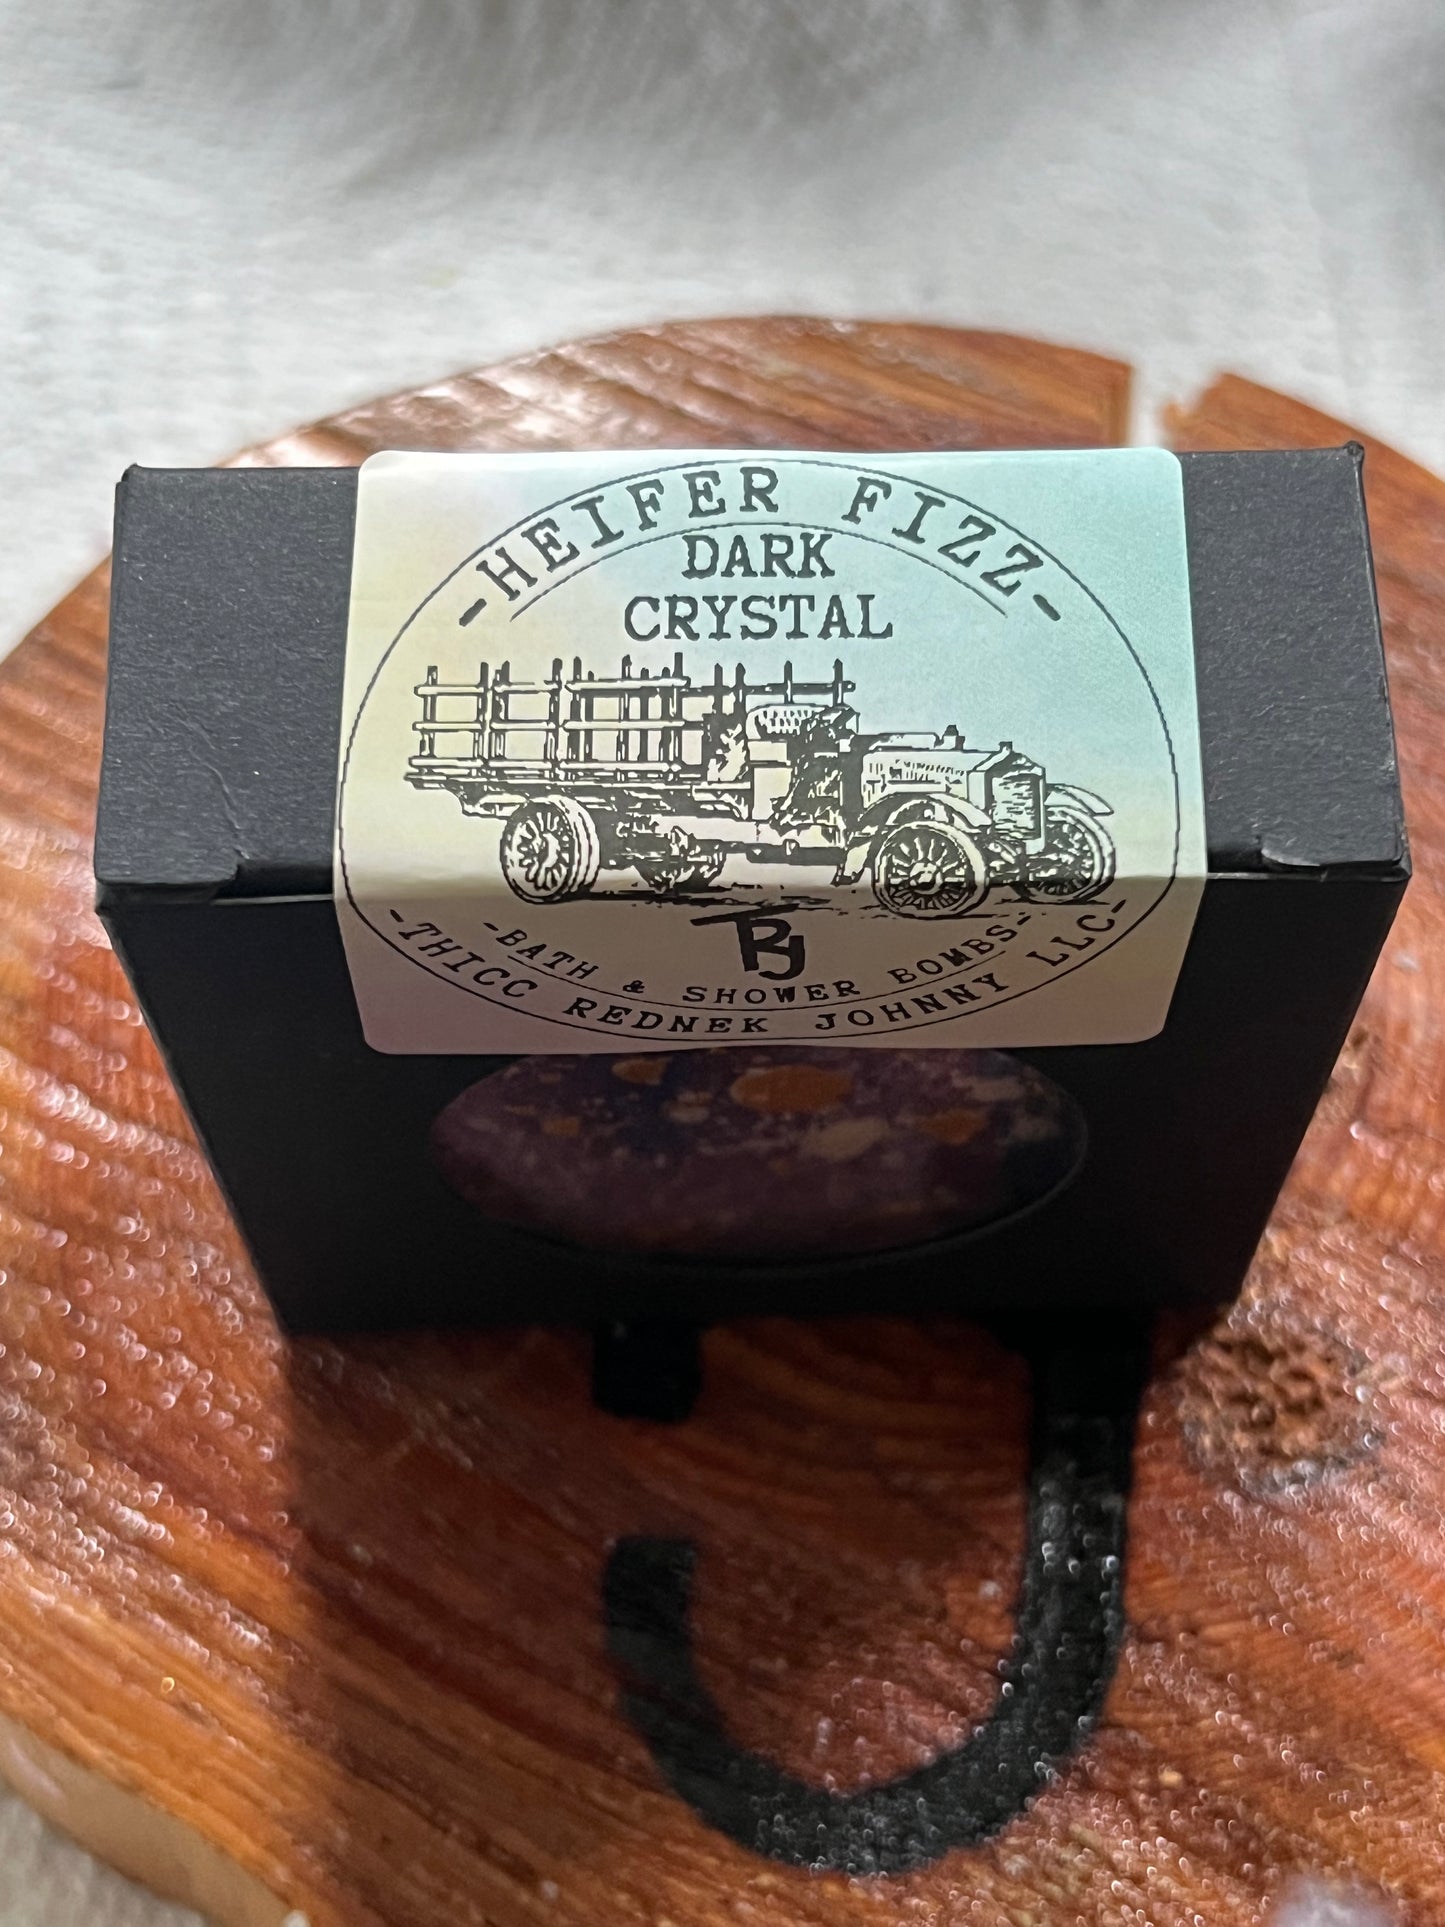 -HEIFER FIZZ-
DARK
CRYSTAL
TRJ
-BATH & SHOWER BOMBS-
-THICC REDNEK JOHNNY LLC-